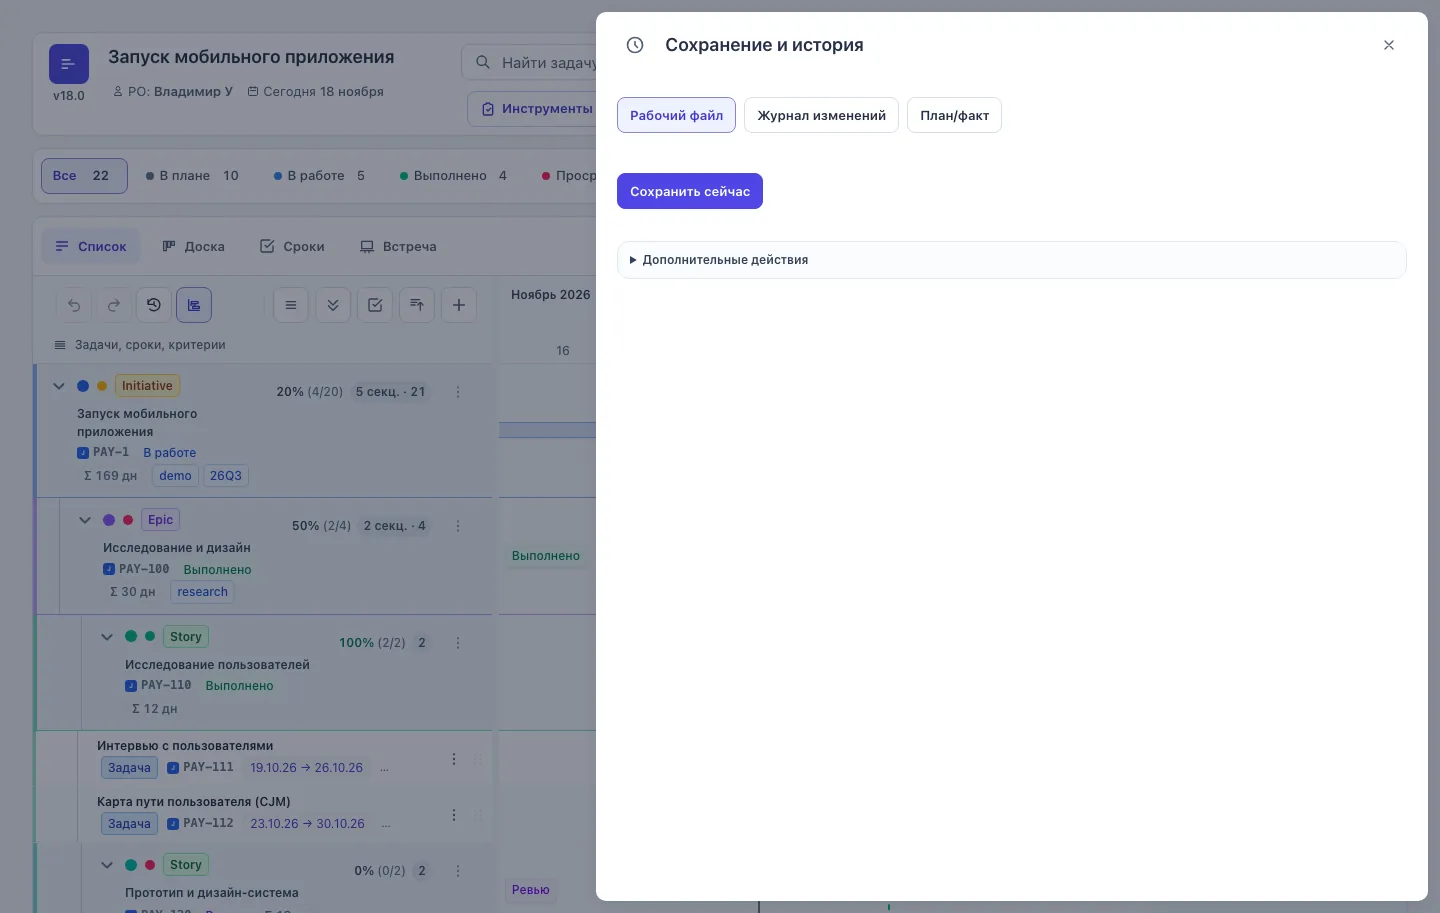 Запуск мобильного приложения
v18.0
PO: Владимир У Сегодня 18 ноября
Найти задачу
Инструменты
Все 22
В плане 10
В работе 5
Выполнено 4
Список
Доска
Сроки
Встреча
Ноябрь 2026
Задачи, сроки, критерии
16
Initiative
20% (4/20) 5 секц. · 21
Запуск мобильного
приложения
PAY-1 В работе
Σ 169 дн demo 26Q3
Epic
50% (2/4) 2 секц. · 4
Исследование и дизайн
PAY-100 Выполнено
Σ 30 дн research
Выполнено
Story
100% (2/2) 2
Исследование пользователей
PAY-110 Выполнено
Σ 12 дн
Интервью с пользователями
Задача PAY-111 19.10.26 → 26.10.26 ...
Карта пути пользователя (CJM)
Задача PAY-112 23.10.26 → 30.10.26 ...
Story
0% (0/2) 2
Прототип и дизайн-система
Ревью
Сохранение и история
Рабочий файл
Журнал изменений
План/факт
Сохранить сейчас
Дополнительные действия